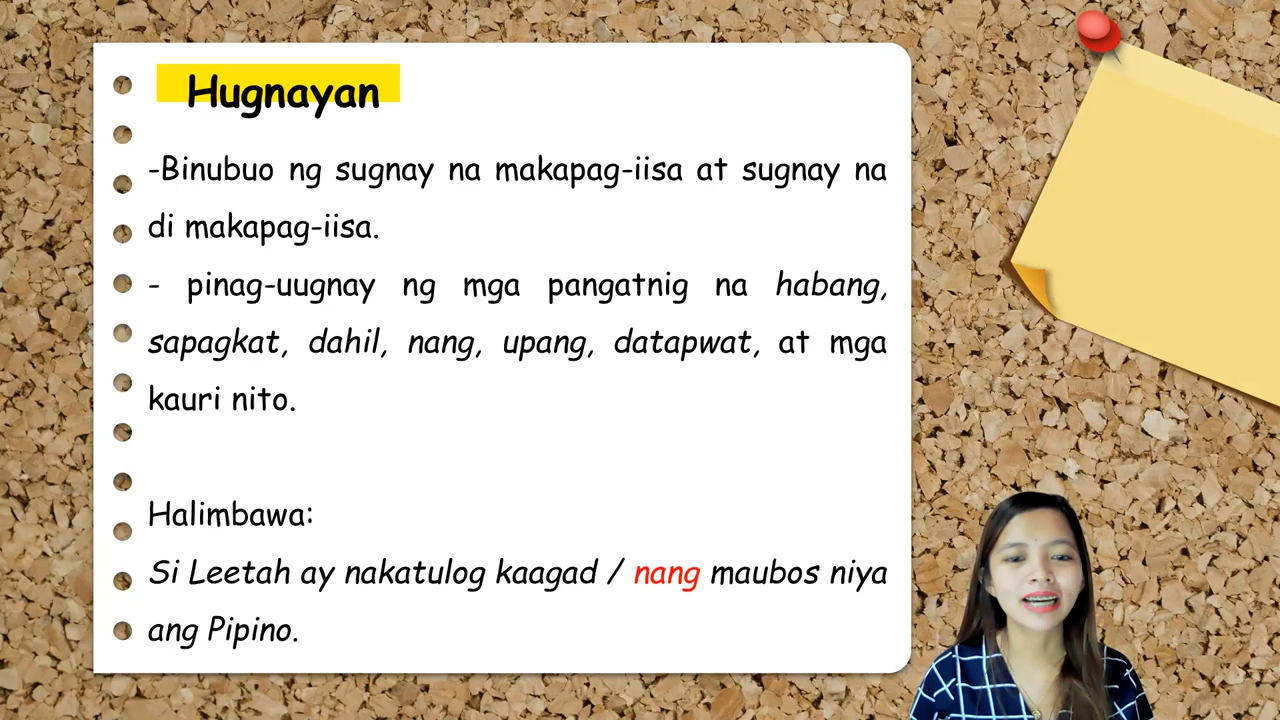 Hugnayan
-Binubuo ng sugnay na makapag-iisa at sugnay na
di makapag-iisa.
- pinag-uugnay ng mga pangatnig na habang,
sapagkat, dahil, nang, upang, datapwat, at mga
kauri nito.
Halimbawa:
Si Leetah ay nakatulog kaagad / nang maubos niya
ang Pipino.